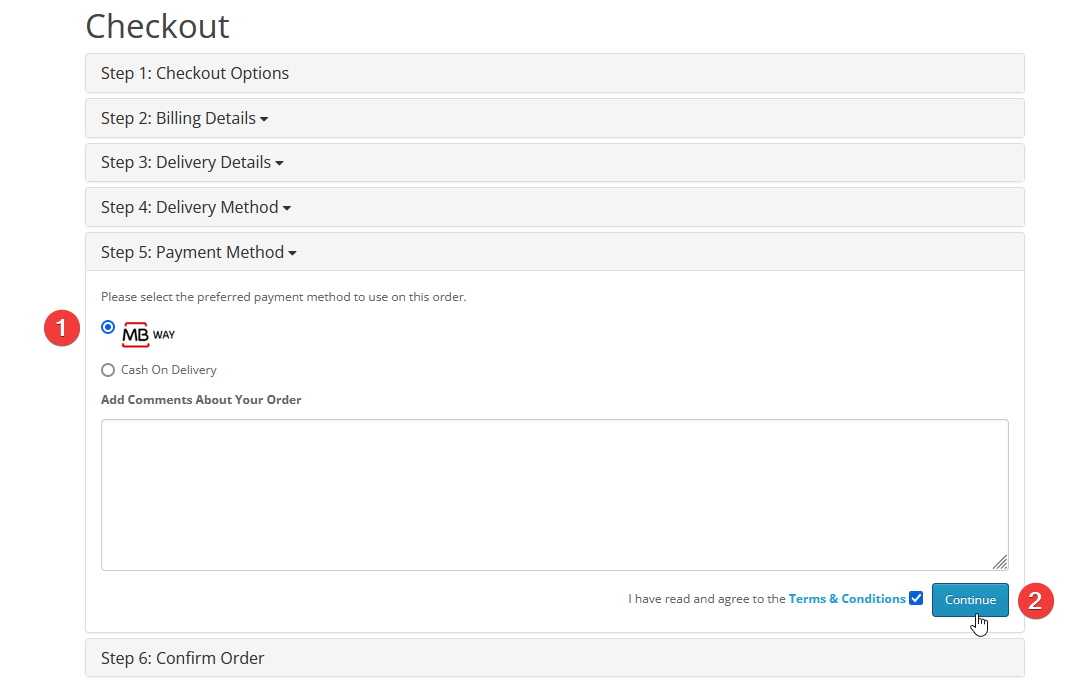 Checkout
Step 1: Checkout Options
Step 2: Billing Details
Step 3: Delivery Details
Step 4: Delivery Method
Step 5: Payment Method
Please select the preferred payment method to use on this order.
1
MB WAY
Cash On Delivery
Add Comments About Your Order
I have read and agree to the Terms & Conditions
Continue
2
Step 6: Confirm Order